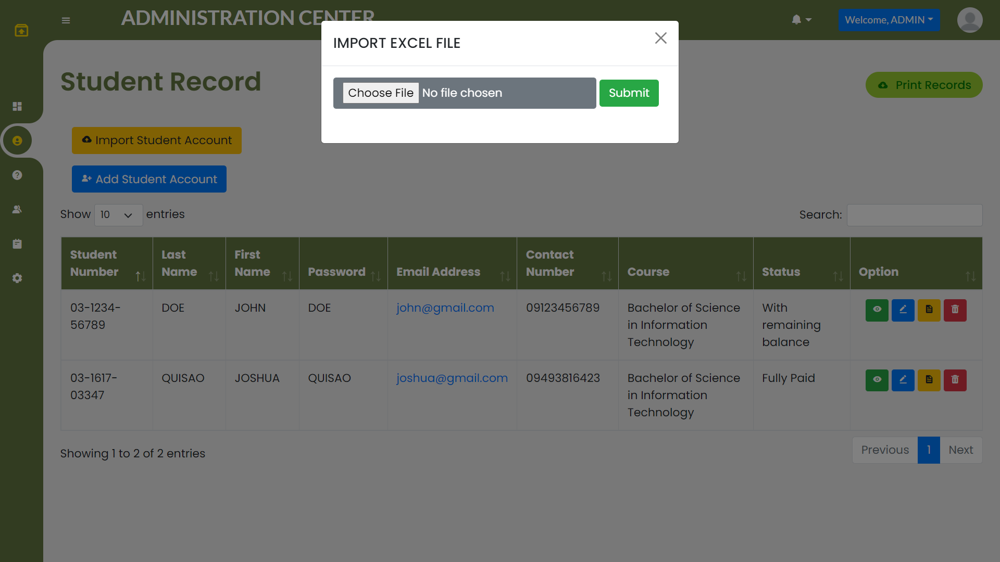 ADMINISTRATION CENTER
Welcome, ADMIN
IMPORT EXCEL FILE
Choose File No file chosen
Submit
Student Record
Print Records
Import Student Account
Add Student Account
Show 10 entries
Search:
Student Number
Last Name
First Name
Password
Email Address
Contact Number
Course
Status
Option
03-1234-
56789
DOE
JOHN
DOE
john@gmail.com
09123456789
Bachelor of Science
in Information
Technology
With
remaining
balance
03-1617-
03347
QUISAO
JOSHUA
QUISAO
joshua@gmail.com
09493816423
Bachelor of Science
in Information
Technology
Fully Paid
Showing 1 to 2 of 2 entries
Previous 1 Next